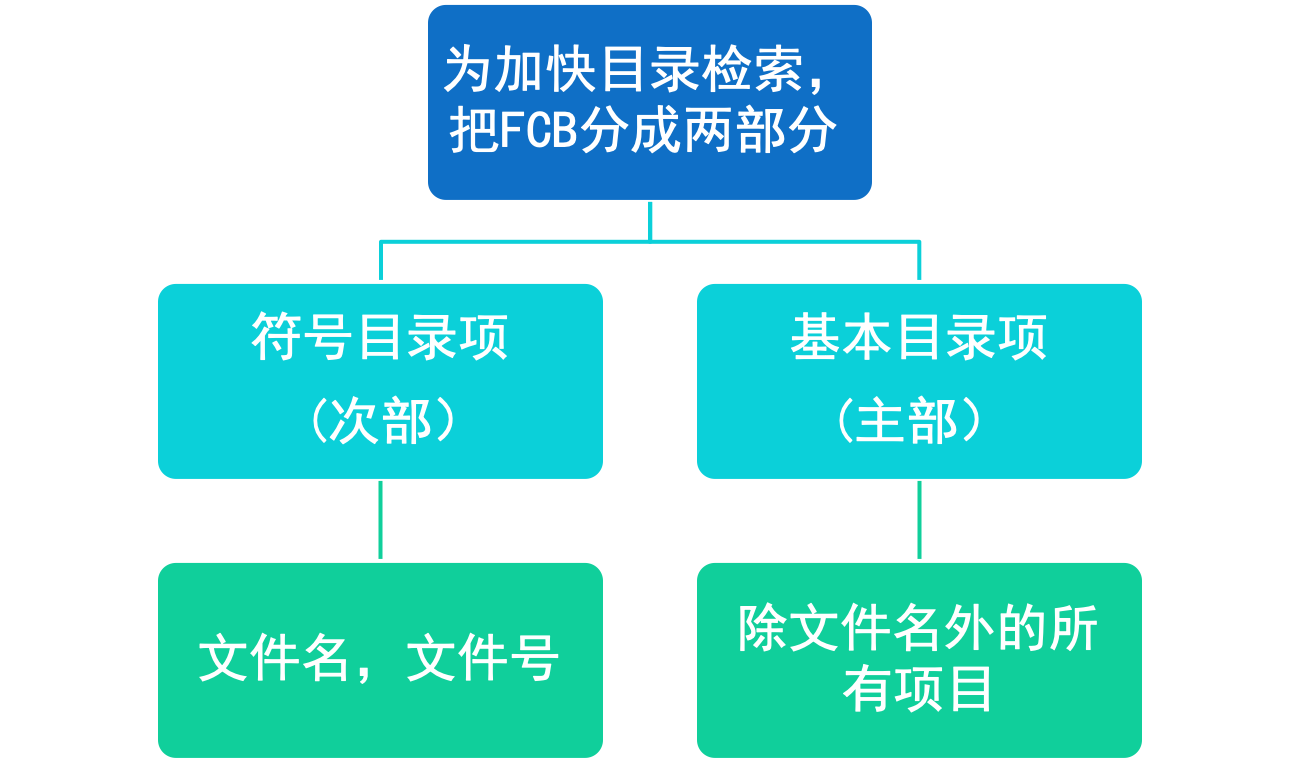 为加快目录检索，
把FCB分成两部分
符号目录项
（次部）
基本目录项
（主部）
文件名，文件号
除文件名外的所
有项目